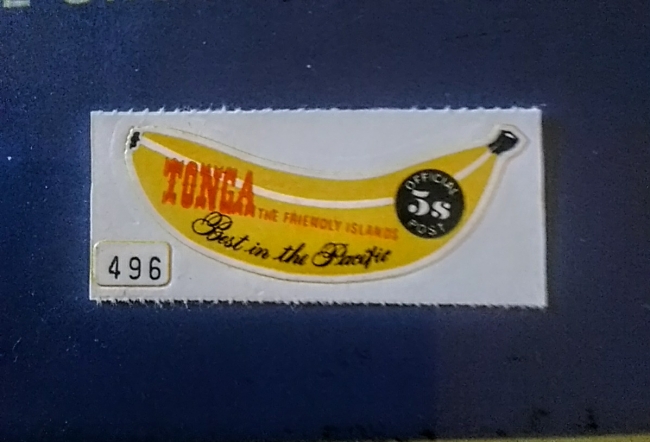 TONGA THE FRIENDLY ISLANDS
Best in the Pacific
OFFICIAL
5s
POST
496